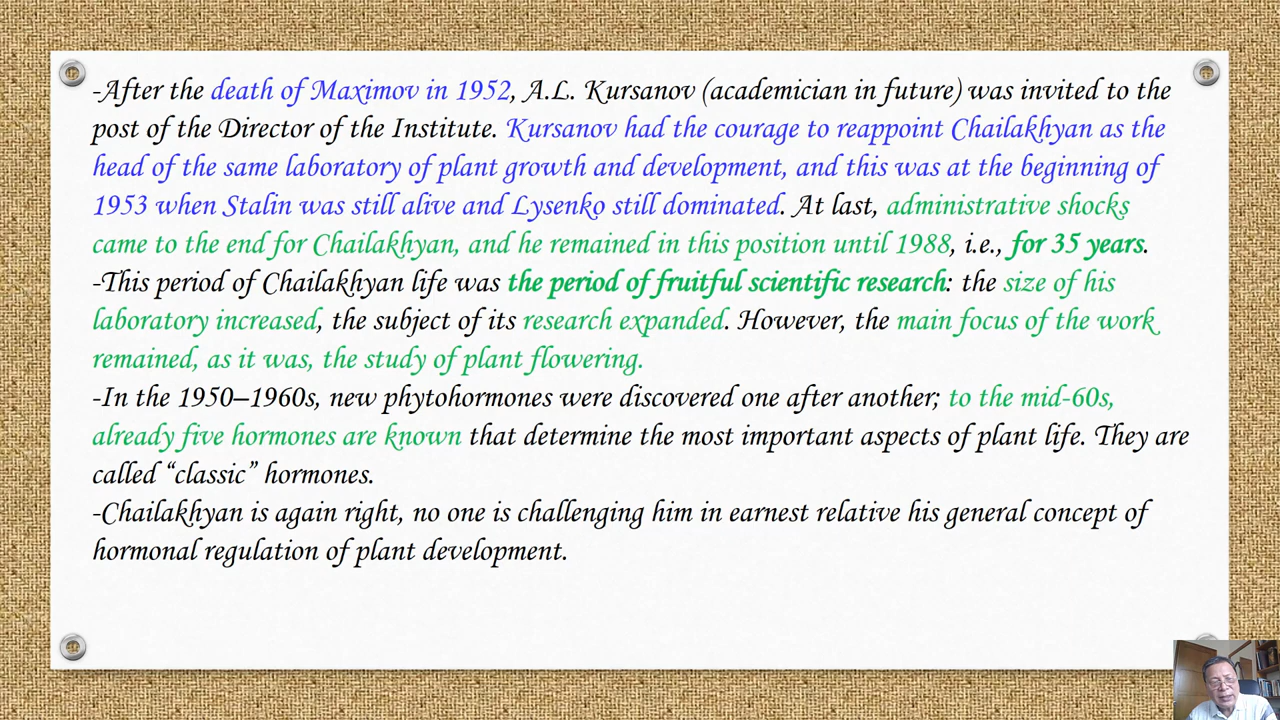 -After the death of Maximov in 1952, A.L. Kursanov (academician in future) was invited to the
post of the Director of the Institute. Kursanov had the courage to reappoint Chailakhyan as the
head of the same laboratory of plant growth and development, and this was at the beginning of
1953 when Stalin was still alive and Lysenko still dominated. At last, administrative shocks
came to the end for Chailakhyan, and he remained in this position until 1988, i.e., for 35 years.
-This period of Chailakhyan life was the period of fruitful scientific research: the size of his
laboratory increased, the subject of its research expanded. However, the main focus of the work
remained, as it was, the study of plant flowering.
-In the 1950–1960s, new phytohormones were discovered one after another; to the mid-60s,
already five hormones are known that determine the most important aspects of plant life. They are
called “classic” hormones.
-Chailakhyan is again right, no one is challenging him in earnest relative his general concept of
hormonal regulation of plant development.